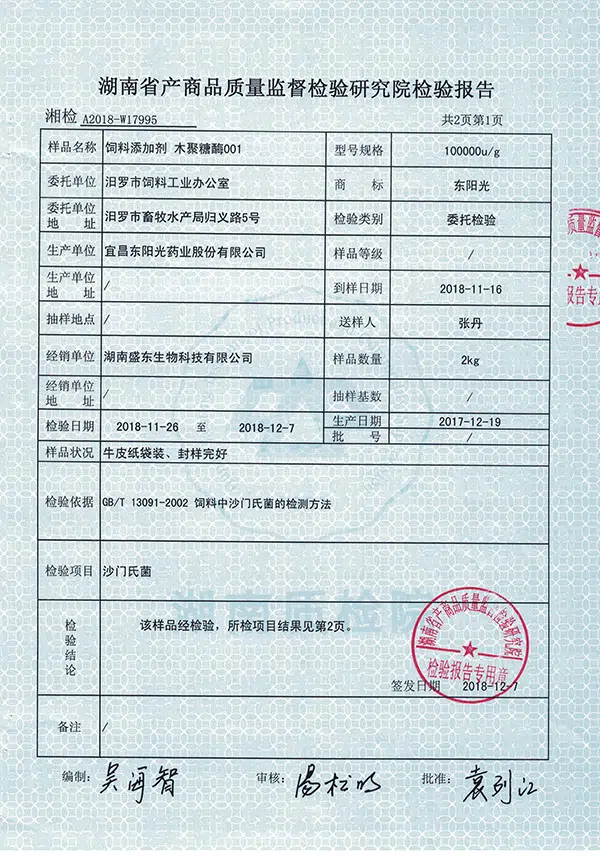 湖南省产商品质量监督检验研究院检验报告
湘检 A2018-W17995 共2页第1页
样品名称 饲料添加剂 木聚糖酶001 型号规格 100000u/g
委托单位 汨罗市饲料工业办公室 商 标 东阳光
委托单位地 址 汨罗市畜牧水产局归义路5号 检验类别 委托检验
生产单位 宜昌东阳光药业股份有限公司 样品等级 /
生产单位地 址 / 到样日期 2018-11-16
抽样地点 / 送样人 张丹
经销单位 湖南盛东生物科技有限公司 样品数量 2kg
经销单位地 址 / 抽样基数 /
检验日期 2018-11-26 至 2018-12-7 生产日期 2017-12-19
批 号 /
样品状况 牛皮纸袋装、封样完好
检验依据 GB/T 13091-2002 饲料中沙门氏菌的检测方法
检验项目 沙门氏菌
检验结论 该样品经检验，所检项目结果见第2页。
签发日期 2018-12-7
湖南省产商品质量监督检验研究院
检验报告专用章
备注 /
编制: 审核: 批准: 袁列江
质量监督
报告专用
湖南质检院